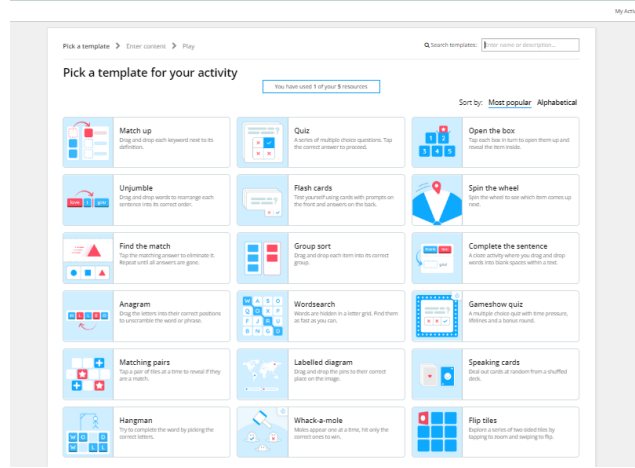 My Acti
Pick a template > Enter content > Play
Search templates: Enter name or description...
Pick a template for your activity
You have used 1 of your 5 resources
Sort by: Most popular Alphabetical
Match up
Drag and drop each keyword next to its
definition.
Quiz
A series of multiple choice questions. Tap
the correct answer to proceed.
Open the box
Tap each box in turn to open them up and
reveal the item inside.
1 2
3 4 5
Unjumble
Drag and drop words to rearrange each
sentence into its correct order.
Flash cards
Test yourself using cards with prompts on
the front and answers on the back.
Spin the wheel
Spin the wheel to see which item comes up
next.
Find the match
Tap the matching answer to eliminate it.
Repeat until all answers are gone.
Group sort
Drag and drop each item into its correct
group.
Complete the sentence
A cloze activity where you drag and drop
words into blank spaces within a text.
Anagram
Drag the letters into their correct positions
to unscramble the word or phrase.
Wordsearch
Words are hidden in a letter grid. Find them
as fast as you can.
Gameshow quiz
A multiple choice quiz with time pressure,
lifelines and a bonus round.
Matching pairs
Tap a pair of tiles at a time to reveal if they
are a match.
Labelled diagram
Drag and drop the pins to their correct
place on the image.
Speaking cards
Deal out cards at random from a shuffled
deck.
Hangman
Try to complete the word by picking the
correct letters.
W O D
W L L
Whack-a-mole
Moles appear one at a time, hit only the
correct ones to win.
Flip tiles
Explore a series of two sided tiles by
tapping to zoom and swiping to flip.